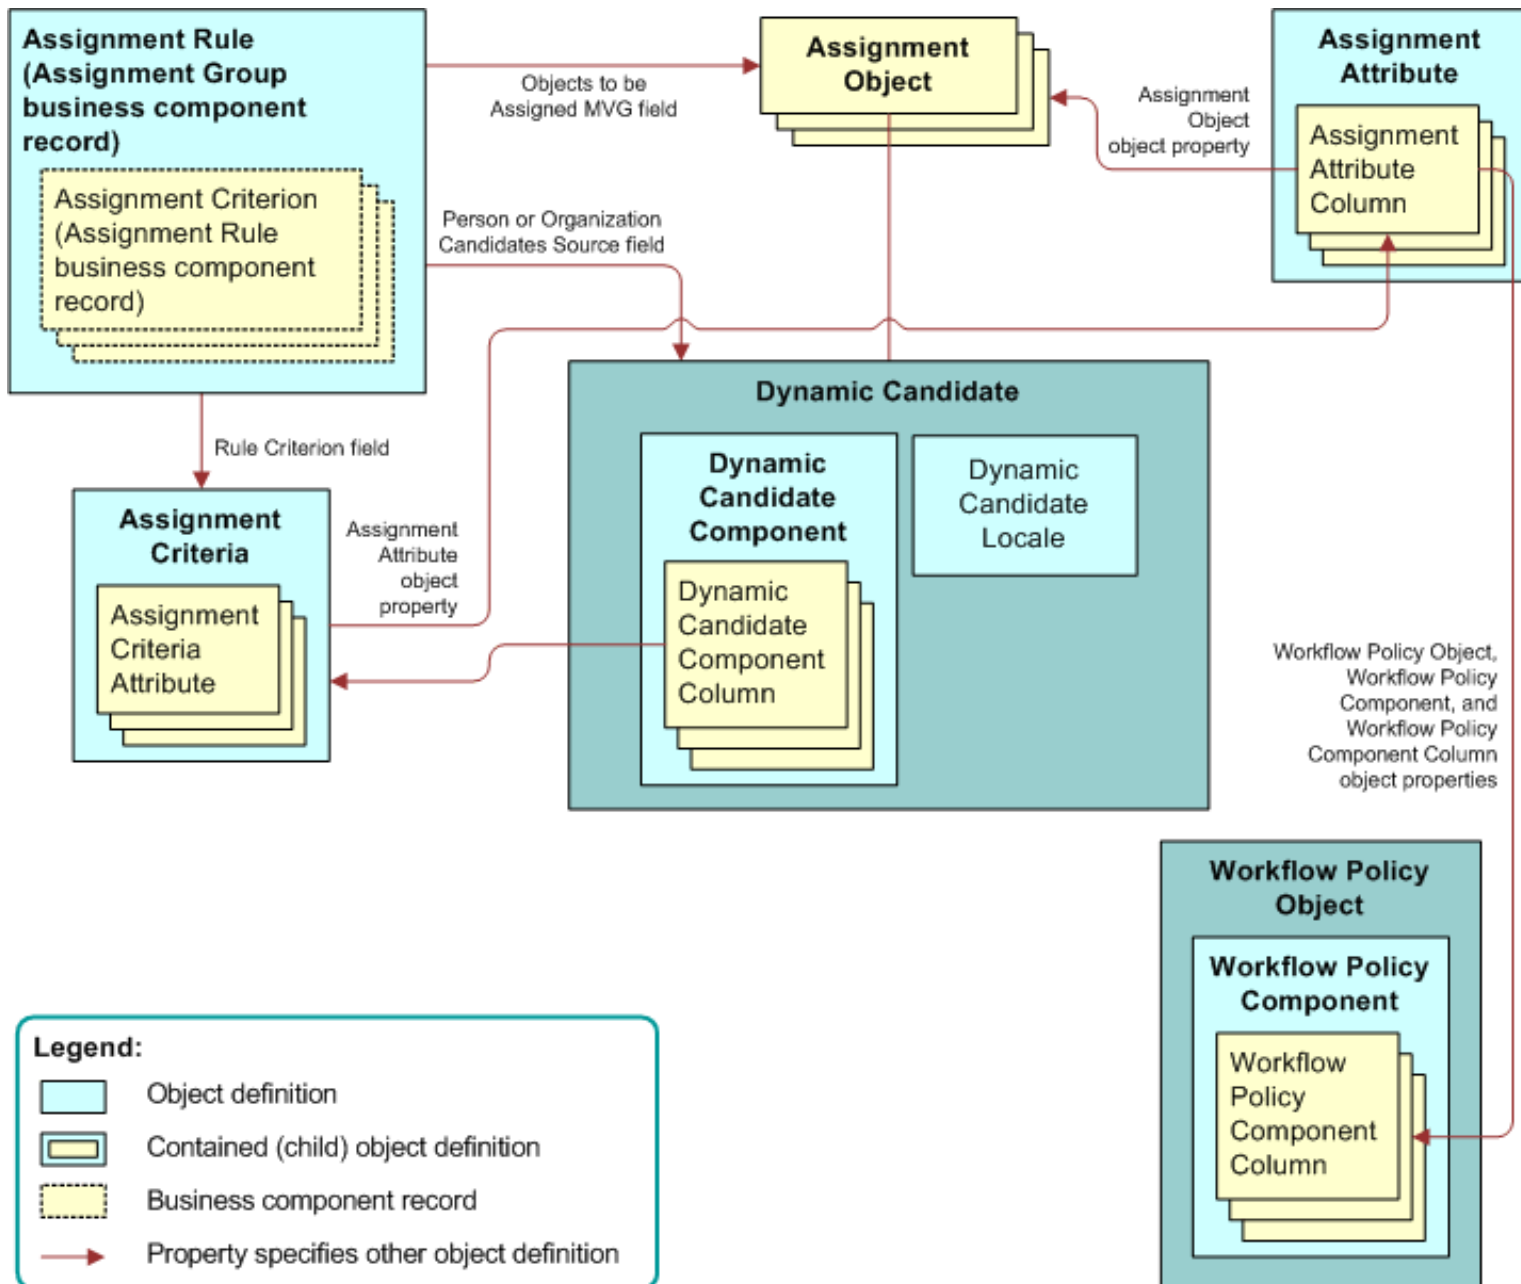 Assignment Rule
(Assignment Group
business component
record)
Assignment Criterion
(Assignment Rule
business component
record)
Objects to be
Assigned MVG field
Assignment
Object
Assignment
Object
object property
Assignment
Attribute
Assignment
Attribute
Column
Person or Organization
Candidates Source field
Rule Criterion field
Assignment
Criteria
Assignment
Criteria
Attribute
Assignment
Attribute
object
property
Dynamic Candidate
Dynamic
Candidate
Component
Dynamic
Candidate
Component
Column
Dynamic
Candidate
Locale
Workflow Policy Object,
Workflow Policy
Component, and
Workflow Policy
Component Column
object properties
Workflow Policy
Object
Workflow Policy
Component
Workflow
Policy
Component
Column
Legend:
Object definition
Contained (child) object definition
Business component record
Property specifies other object definition